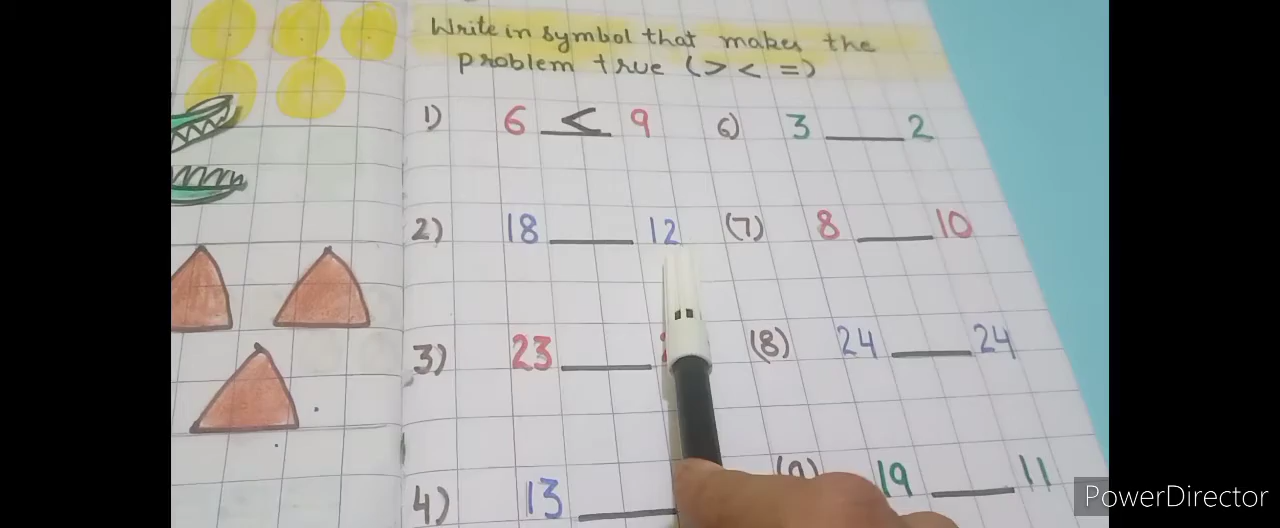 Write in symbol that makes the
problem true (> < =)
1) 6 < 9
6) 3 ___ 2
2) 18 ___ 12
(7) 8 ___ 10
3) 23 ___
(8) 24 ___ 24
4) 13 ___
(9) 19 ___ 11
PowerDirector